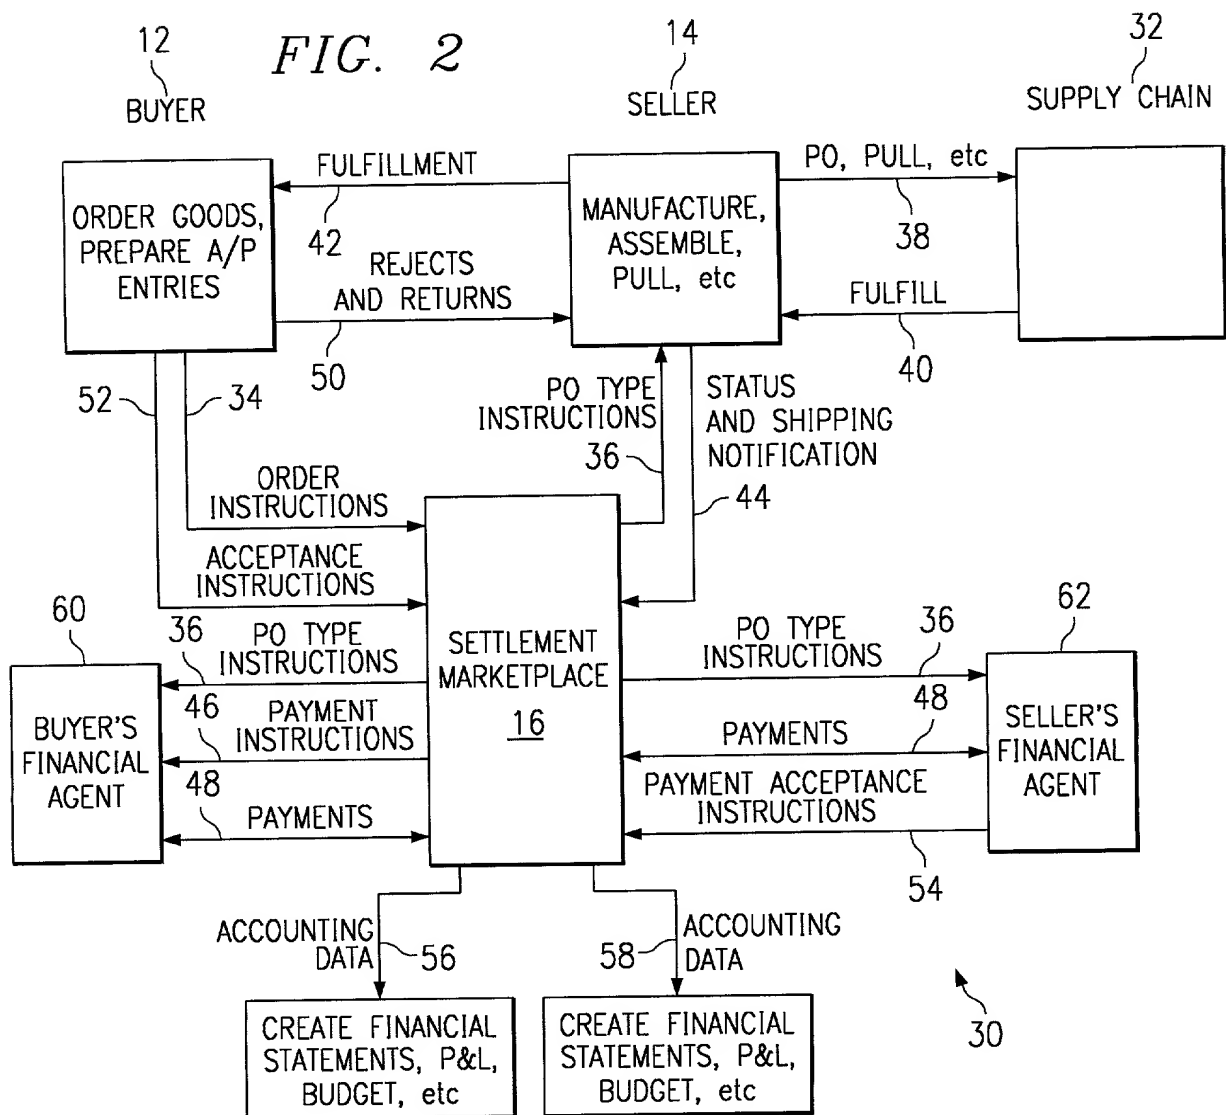 FIG. 2
12
BUYER
14
SELLER
32
SUPPLY CHAIN
ORDER GOODS,
PREPARE A/P
ENTRIES
FULFILLMENT
42
REJECTS
AND RETURNS
50
MANUFACTURE,
ASSEMBLE,
PULL, etc
PO, PULL, etc
38
FULFILL
40
52
34
PO TYPE
INSTRUCTIONS
36
STATUS
AND SHIPPING
NOTIFICATION
44
ORDER
INSTRUCTIONS
ACCEPTANCE
INSTRUCTIONS
60
36
PO TYPE
INSTRUCTIONS
46
PAYMENT
INSTRUCTIONS
48
PAYMENTS
BUYER'S
FINANCIAL
AGENT
SETTLEMENT
MARKETPLACE
16
PO TYPE
INSTRUCTIONS
36
62
48
PAYMENTS
PAYMENT ACCEPTANCE
INSTRUCTIONS
54
SELLER'S
FINANCIAL
AGENT
ACCOUNTING
DATA
56
58
ACCOUNTING
DATA
30
CREATE FINANCIAL
STATEMENTS, P&L,
BUDGET, etc
CREATE FINANCIAL
STATEMENTS, P&L,
BUDGET, etc